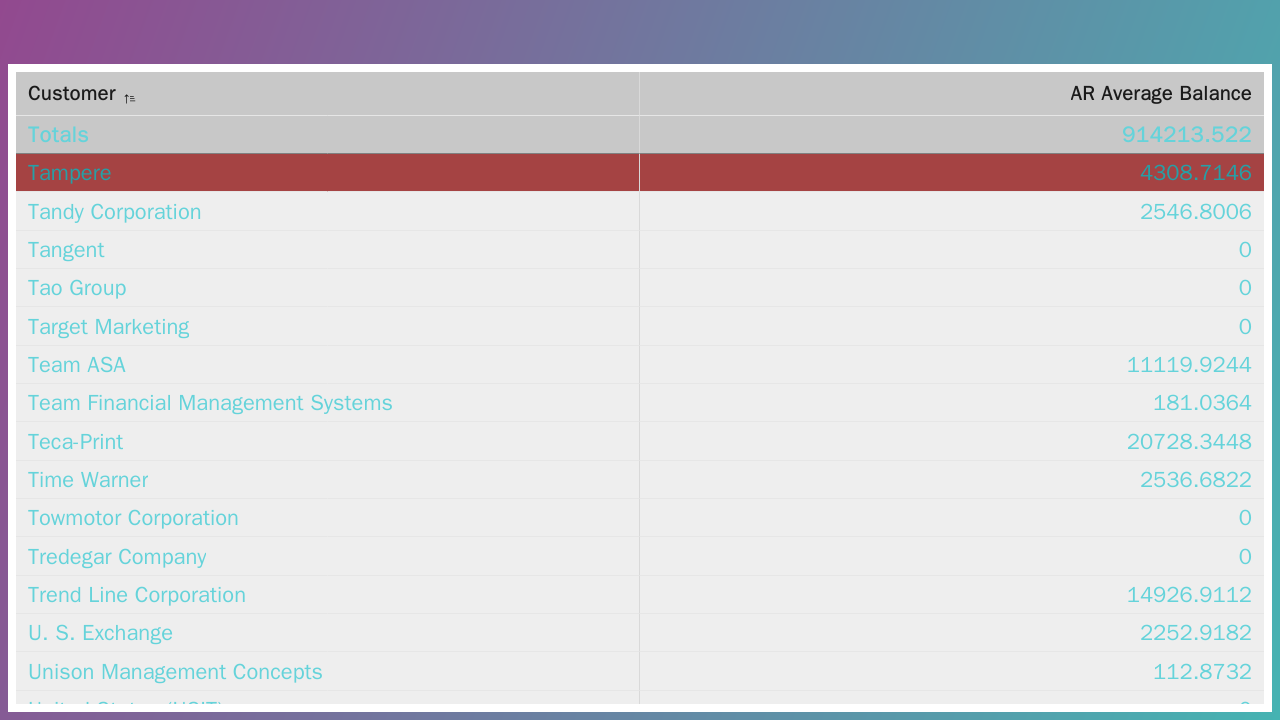 Customer AR Average Balance
Totals 914213.522
Tampere 4308.7146
Tandy Corporation 2546.8006
Tangent 0
Tao Group 0
Target Marketing 0
Team ASA 11119.9244
Team Financial Management Systems 181.0364
Teca-Print 20728.3448
Time Warner 2536.6822
Towmotor Corporation 0
Tredegar Company 0
Trend Line Corporation 14926.9112
U. S. Exchange 2252.9182
Unison Management Concepts 112.8732